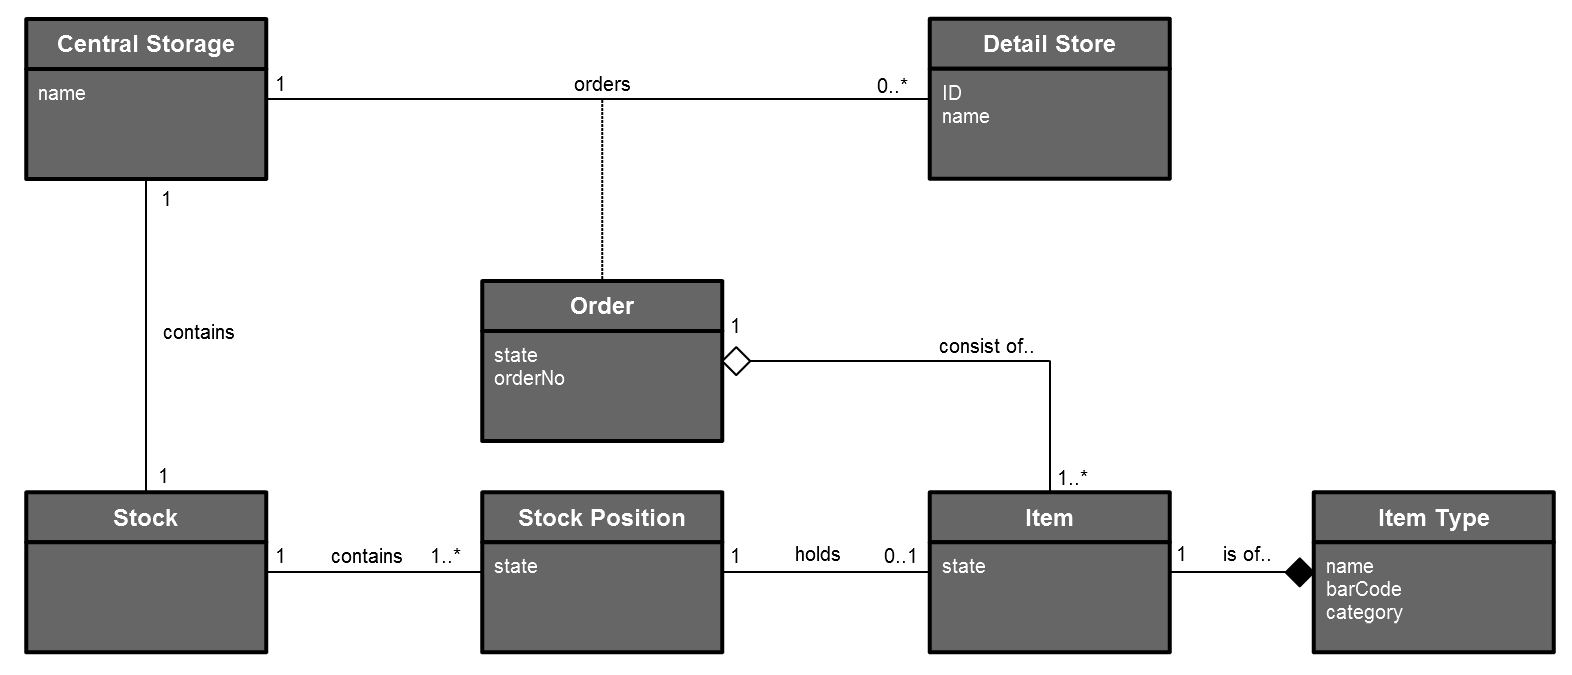 Central Storage
name
1
orders
0..*
Detail Store
ID
name
1
contains
1
Order
state
orderNo
1
consist of..
1..*
Stock
1
contains
1..*
Stock Position
state
1
holds
0..1
Item
state
1
is of..
Item Type
name
barCode
category